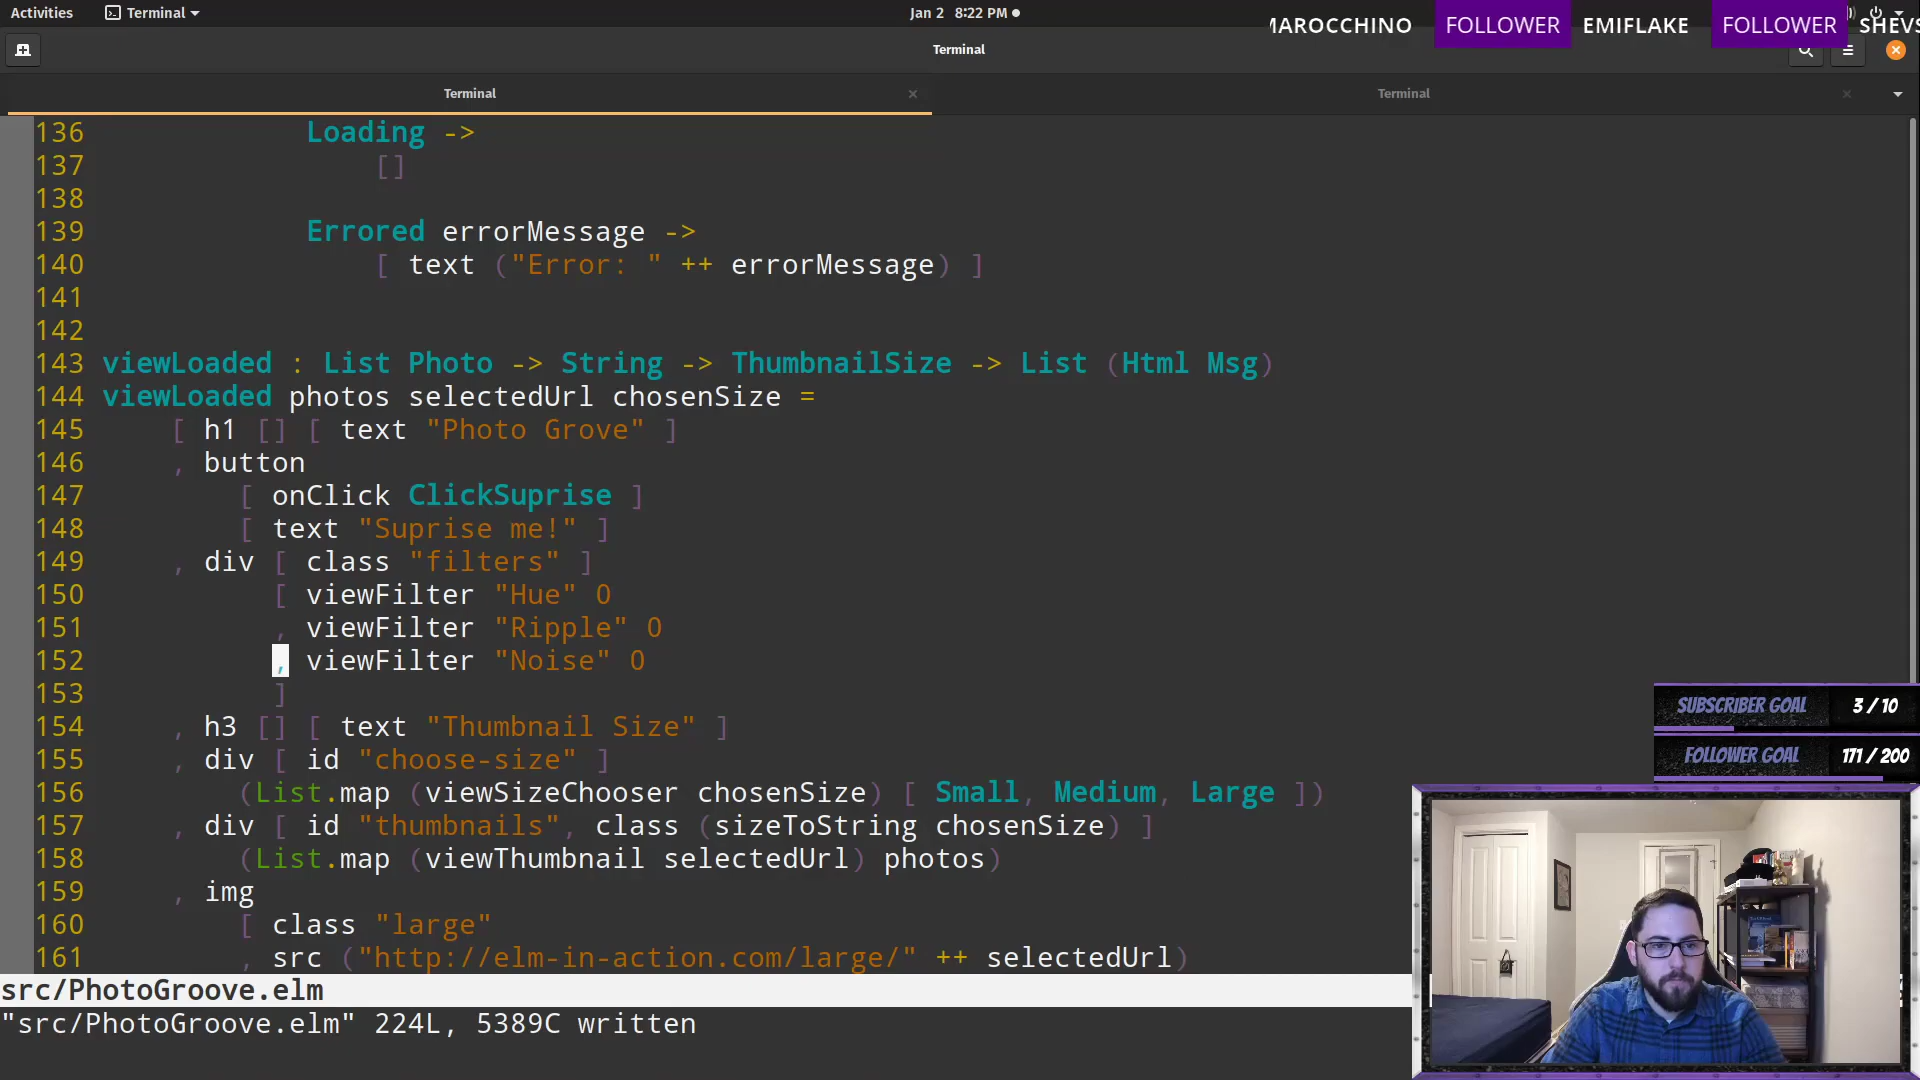 Activities
Terminal
Jan 2 8:22 PM
MAROCCHINO FOLLOWER EMIFLAKE FOLLOWER SHEVS
Terminal
Terminal
Terminal
136 Loading ->
137 []
138
139 Errored errorMessage ->
140 [ text ("Error: " ++ errorMessage) ]
141
142
143 viewLoaded : List Photo -> String -> ThumbnailSize -> List (Html Msg)
144 viewLoaded photos selectedUrl chosenSize =
145 [ h1 [] [ text "Photo Grove" ]
146 , button
147 [ onClick ClickSuprise ]
148 [ text "Suprise me!" ]
149 , div [ class "filters" ]
150 [ viewFilter "Hue" 0
151 , viewFilter "Ripple" 0
152 , viewFilter "Noise" 0
153 ]
154 , h3 [] [ text "Thumbnail Size" ]
155 , div [ id "choose-size" ]
156 (List.map (viewSizeChooser chosenSize) [ Small, Medium, Large ])
157 , div [ id "thumbnails", class (sizeToString chosenSize) ]
158 (List.map (viewThumbnail selectedUrl) photos)
159 , img
160 [ class "large"
161 , src ("http://elm-in-action.com/large/" ++ selectedUrl)
src/PhotoGroove.elm
"src/PhotoGroove.elm" 224L, 5389C written
SUBSCRIBER GOAL 3 / 10
FOLLOWER GOAL 171 / 200